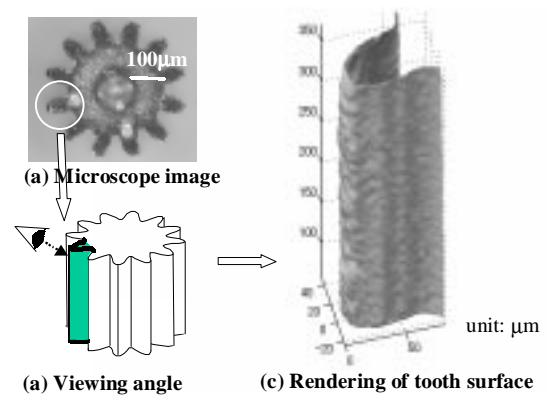 100μm
(a) Microscope image
(a) Viewing angle
350
300
250
200
150
100
40
20
0
-20
0
50
unit: μm
(c) Rendering of tooth surface